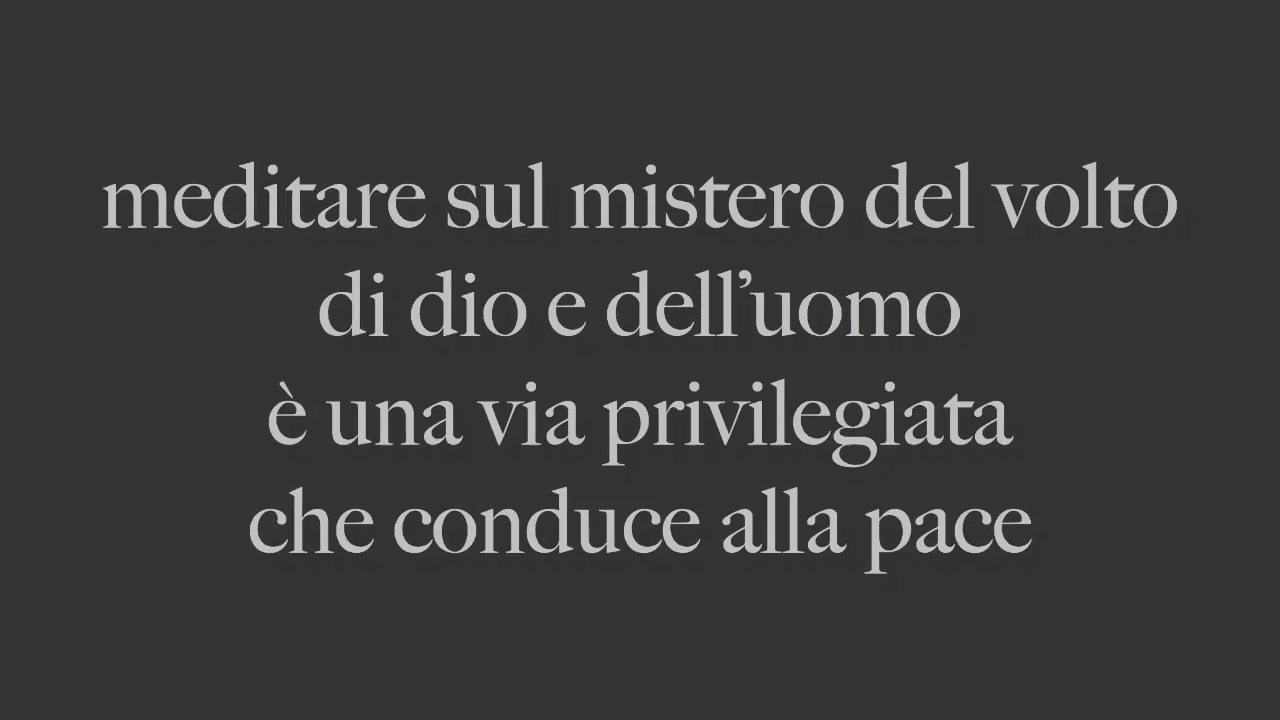 meditare sul mistero del volto
di dio e dell’uomo
è una via privilegiata
che conduce alla pace